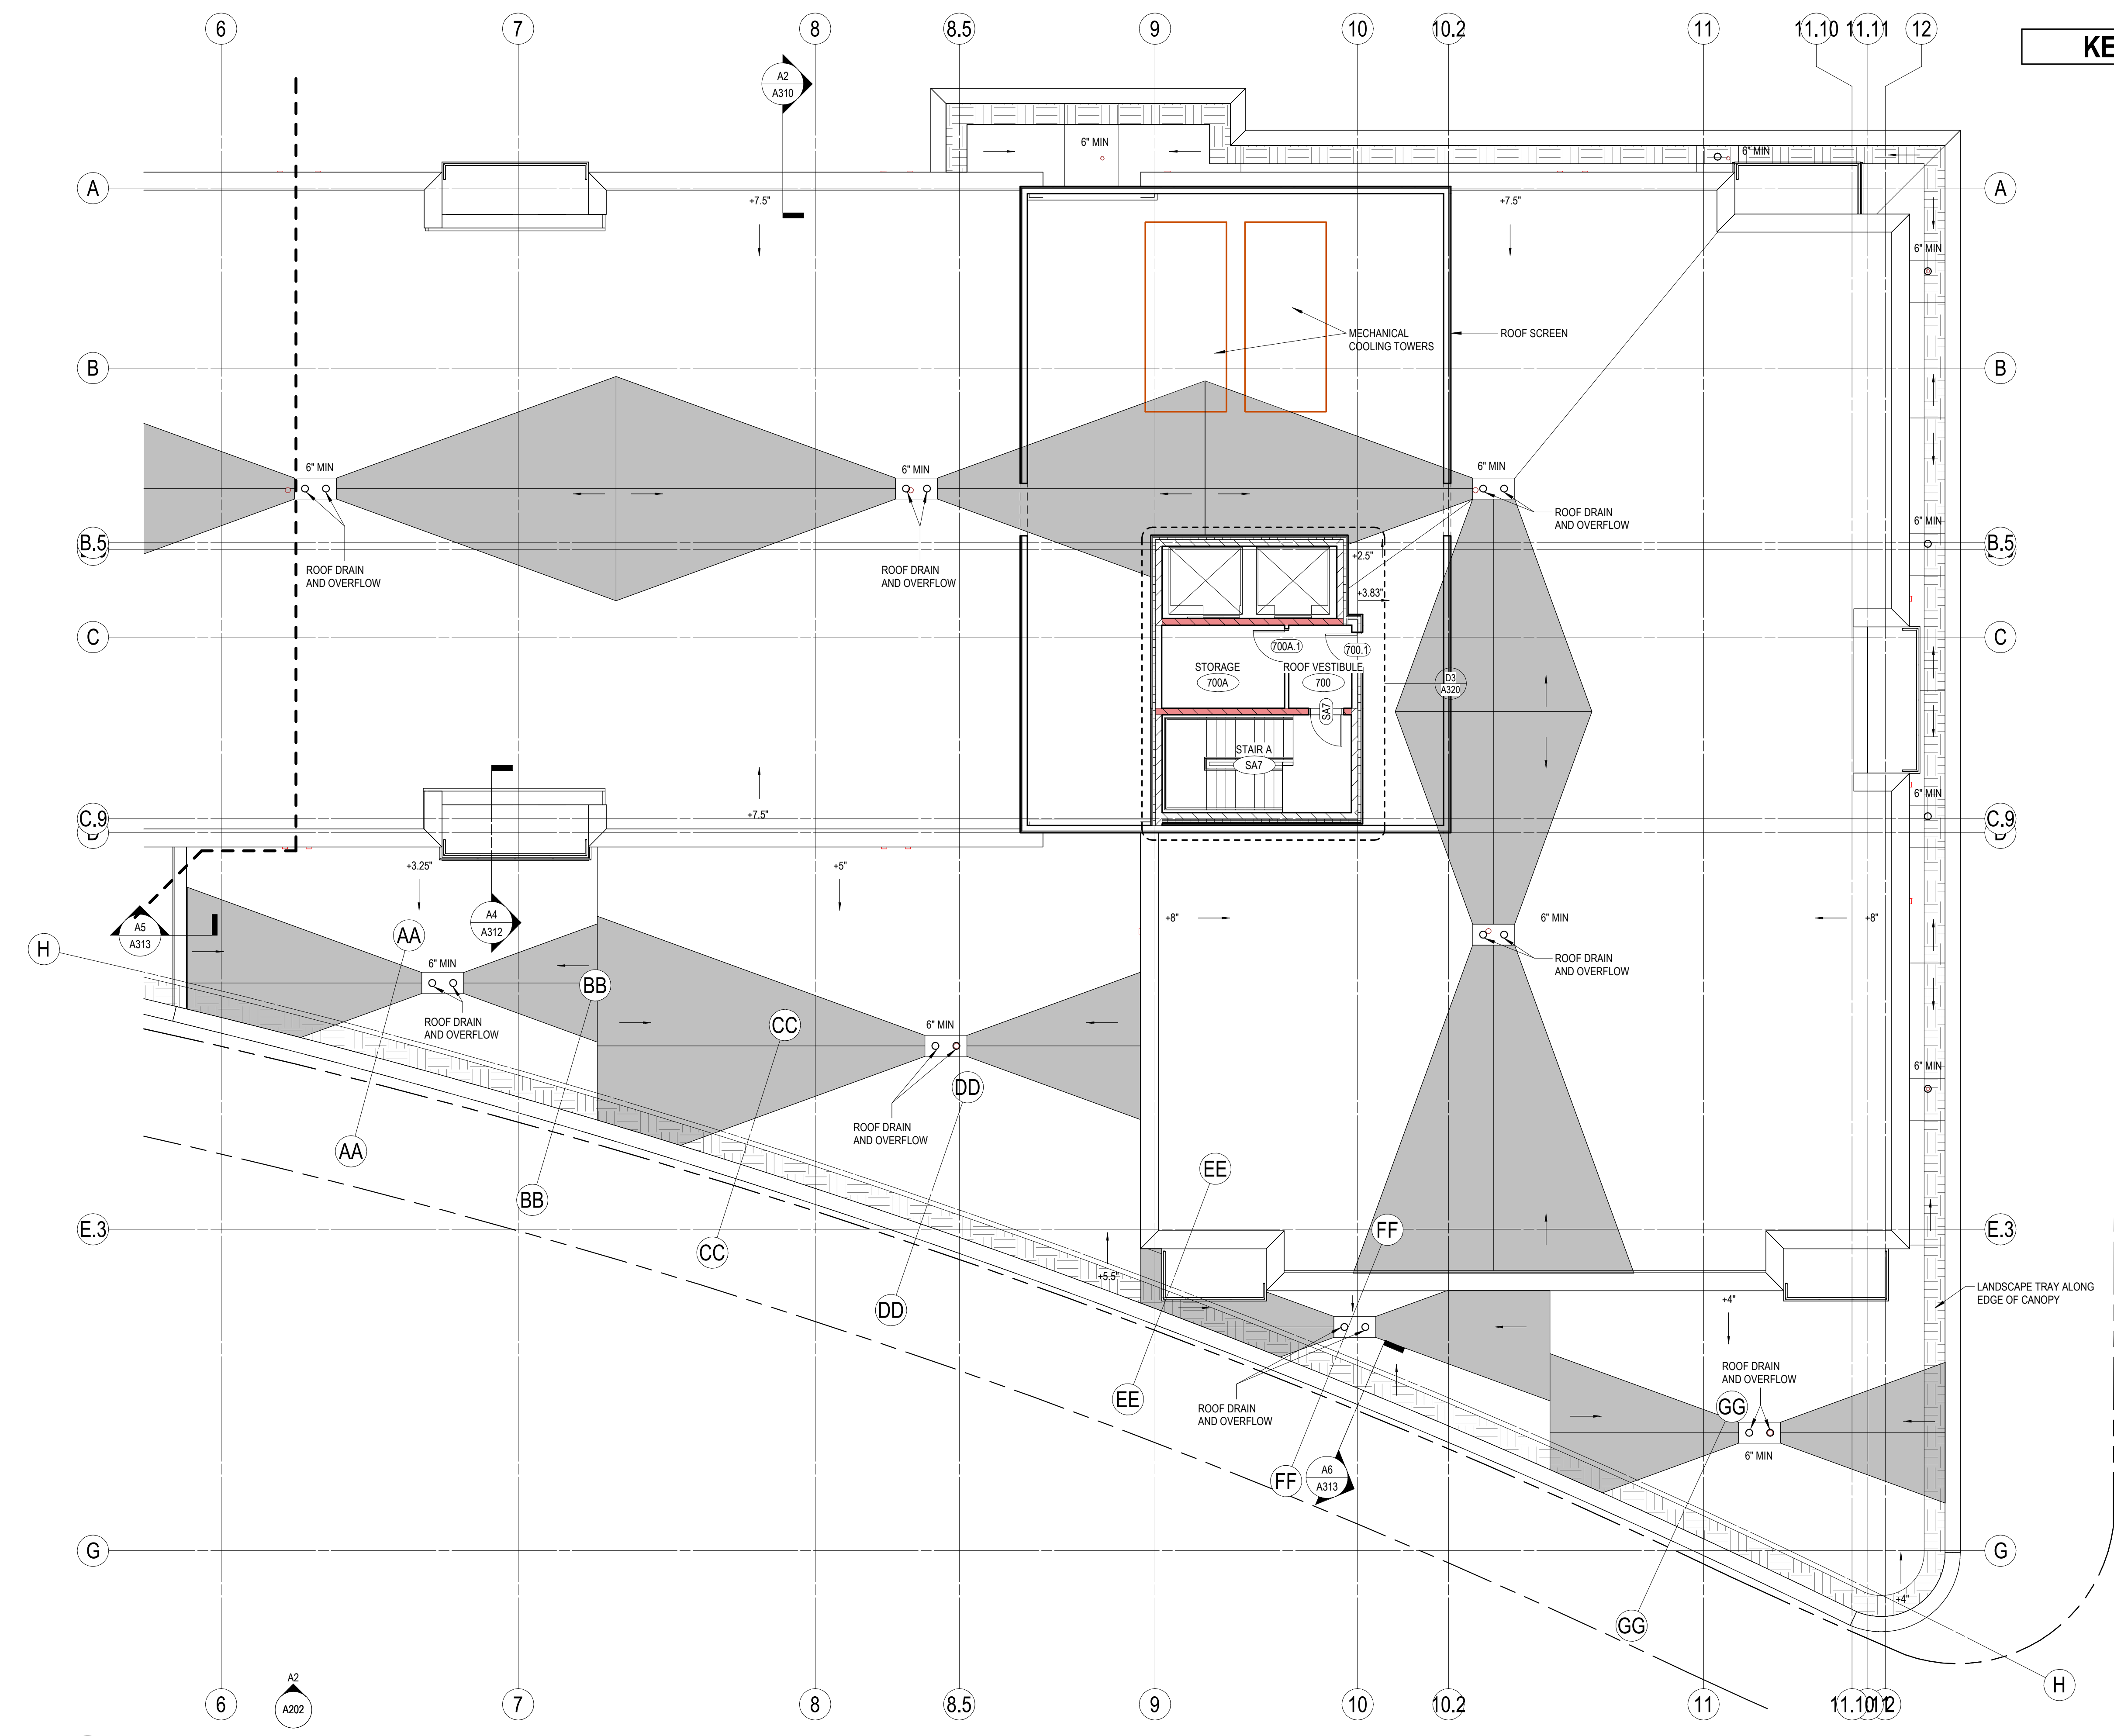 6 7 8 8.5 9 10 10.2 11 11.10 11.11 12
KE
A2
A310
6" MIN
6" MIN
A A
+7.5" +7.5"
6" MIN
MECHANICAL
COOLING TOWERS
ROOF SCREEN
B B
6" MIN 6" MIN 6" MIN
ROOF DRAIN
AND OVERFLOW
6" MIN
B.5 B.5
+2.5"
ROOF DRAIN
AND OVERFLOW
ROOF DRAIN
AND OVERFLOW
+3.83"
C C
700A.1 700.1
STORAGE
700A
ROOF VESTIBULE
700
D3
A320
SA7
STAIR A
SA7
6" MIN
+7.5"
C.9 C.9
D D
+3.25" +5"
A4
A312
A5
A313
+8" 6" MIN +8"
H AA
ROOF DRAIN
AND OVERFLOW
6" MIN
BB
ROOF DRAIN
AND OVERFLOW
CC 6" MIN
6" MIN
DD
ROOF DRAIN
AND OVERFLOW
AA
EE
BB
E.3 FF E.3
CC
+5.5"
LANDSCAPE TRAY ALONG
EDGE OF CANOPY
+4"
DD
ROOF DRAIN
AND OVERFLOW
EE
ROOF DRAIN
AND OVERFLOW
GG
6" MIN
FF
A6
A313
G G
+4"
GG
A2
A202
H
6 7 8 8.5 9 10 10.2 11 11.10 12